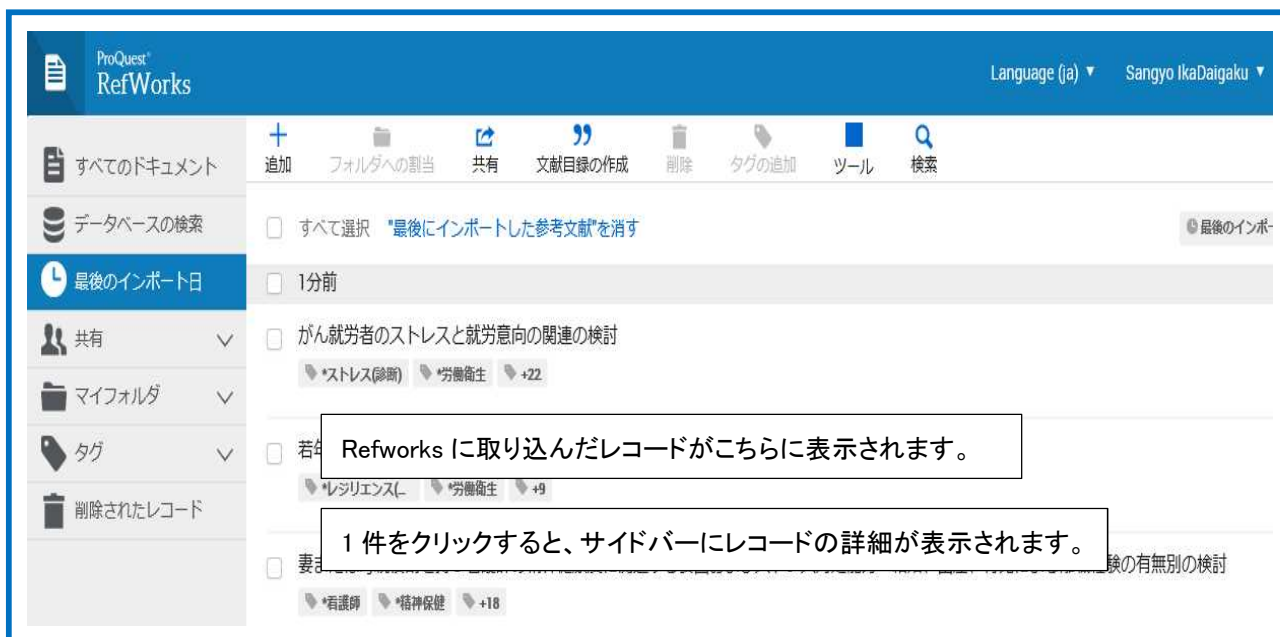 ProQuest®
RefWorks
Language (ja) ▼ Sangyo IkaDaigaku ▼
すべてのドキュメント
データベースの検索
最後のインポート日
共有
マイフォルダ
タグ
削除されたレコード
追加 フォルダへの割当 共有 文献目録の作成 削除 タグの追加 ツール 検索
すべて選択 "最後にインポートした参考文献"を消す 最後のインポー
1分前
がん就労者のストレスと就労意向の関連の検討
*ストレス(診断) *労働衛生 +22
若年
Refworks に取り込んだレコードがこちらに表示されます。
*レジリエンス(... *労働衛生 +9
1 件をクリックすると、サイドバーにレコードの詳細が表示されます。
験の有無別の検討
*看護師 *精神保健 +18